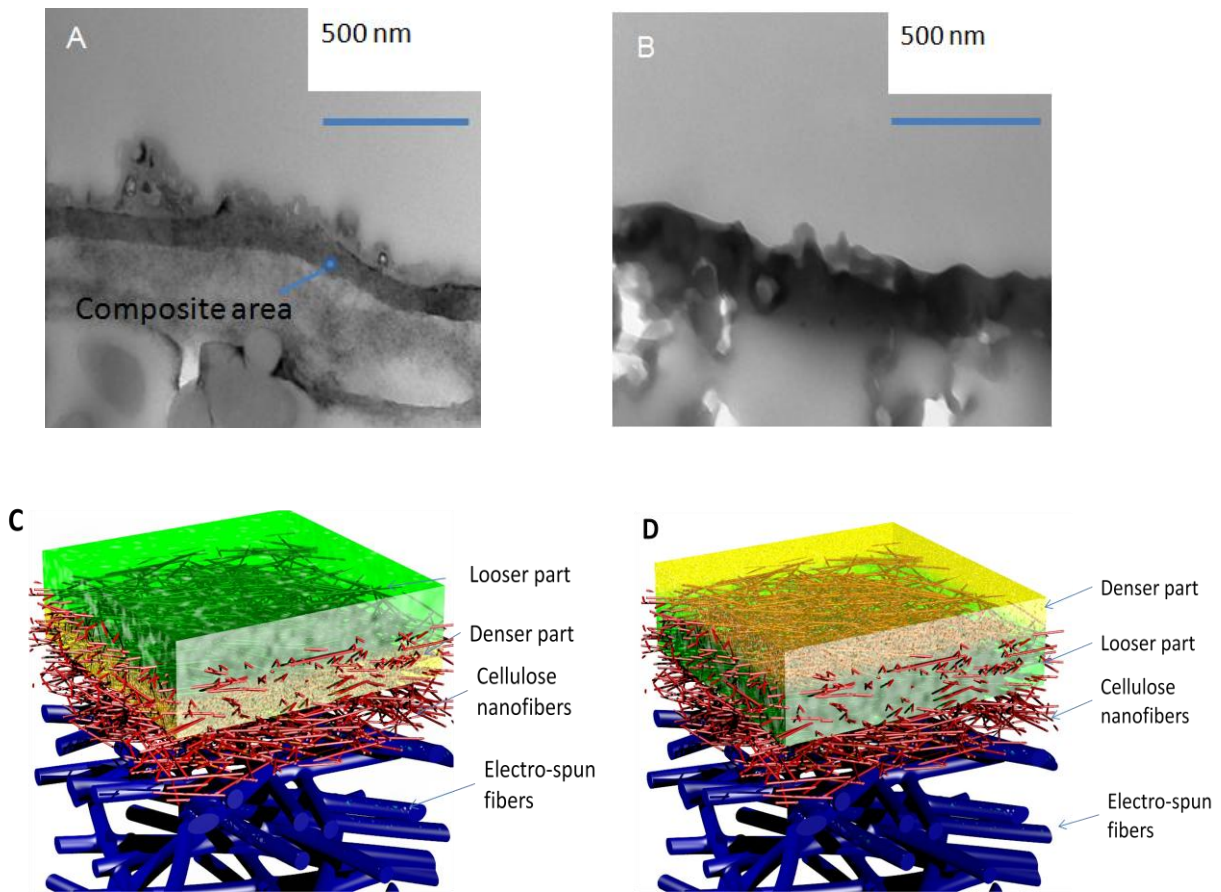 A
500 nm
Composite area
B
500 nm
C
Looser part
Denser part
Cellulose
nanofibers
Electro-spun
fibers
D
Denser part
Looser part
Cellulose
nanofibers
Electro-spun
fibers